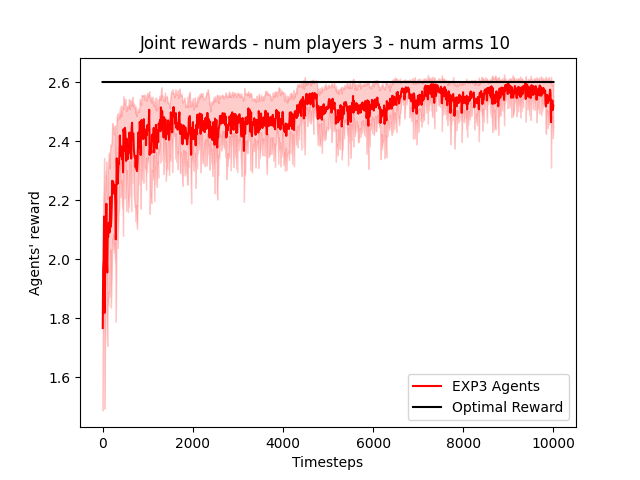 Joint rewards - num players 3 - num arms 10
Agents' reward
2.6
2.4
2.2
2.0
1.8
1.6
0
2000
4000
6000
8000
10000
Timesteps
EXP3 Agents
Optimal Reward